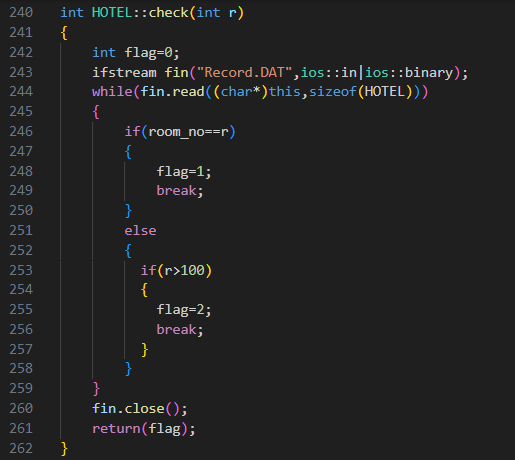 240 int HOTEL::check(int r)
241 {
242     int flag=0;
243     ifstream fin("Record.DAT",ios::in|ios::binary);
244     while(fin.read((char*)this,sizeof(HOTEL)))
245     {
246         if(room_no==r)
247         {
248             flag=1;
249             break;
250         }
251         else
252         {
253           if(r>100)
254           {
255             flag=2;
256             break;
257           }
258         }
259     }
260     fin.close();
261     return(flag);
262 }